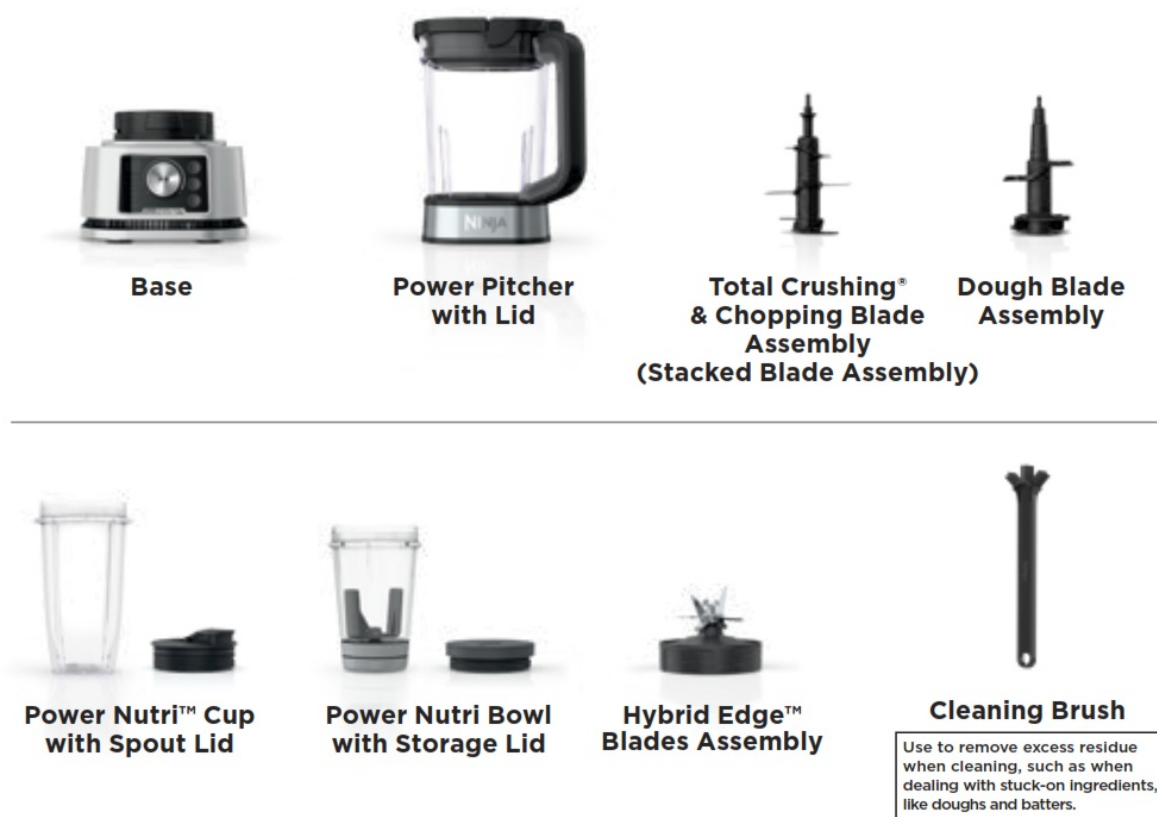 NINJA
Base
Power Pitcher
with Lid
Total Crushing®
& Chopping Blade
Assembly
(Stacked Blade Assembly)
Dough Blade
Assembly
Power Nutri™ Cup
with Spout Lid
Power Nutri Bowl
with Storage Lid
Hybrid Edge™
Blades Assembly
Cleaning Brush
Use to remove excess residue
when cleaning, such as when
dealing with stuck-on ingredients,
like doughs and batters.